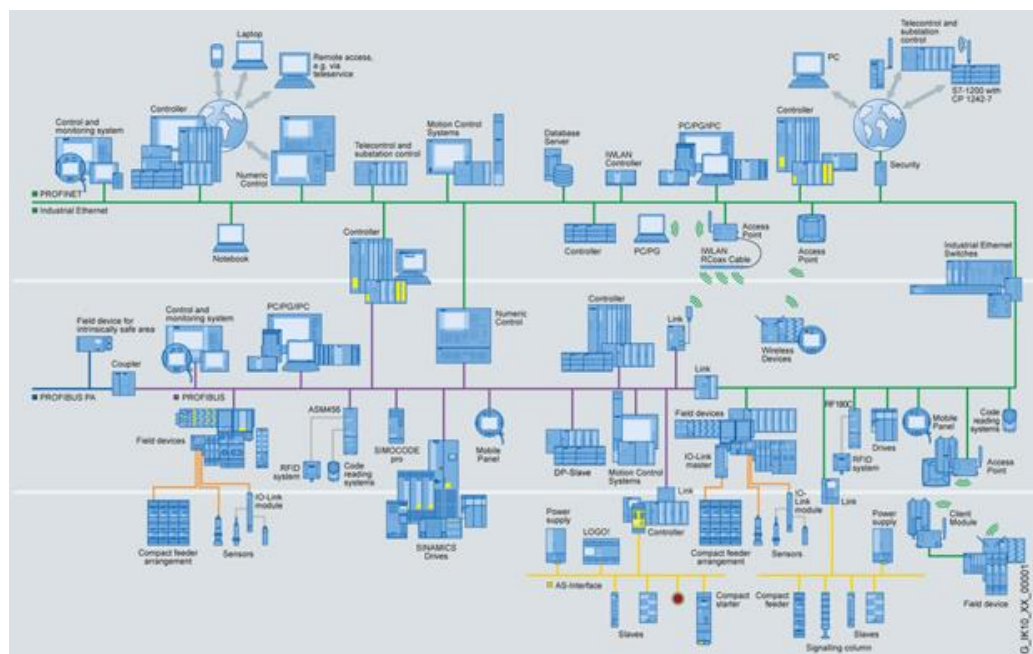 Laptop
Remote access,
e.g. via
teleservice
Controller
Control and
monitoring system
Numeric
Control
Telecontrol and
substation control
Motion Control
Systems
Database
Server
IWLAN
Controller
PC/PG/IPC
Controller
PC
Telecontrol and
substation
control
S7-1200 with
CP 1242-7
Security
PROFINET
Industrial Ethernet
Notebook
Controller
Controller
PC/PG
IWLAN
RCoax Cable
Access
Point
Access
Point
Industrial Ethernet
Switches
Field device for
intrinsically safe area
Control and
monitoring system
PC/PG/IPC
Numeric
Control
Controller
Link
Wireless
Devices
Coupler
Link
PROFIBUS PA
PROFIBUS
Field devices
ASM456
RFID
system
Code
reading
systems
SIMOCODE
pro
SINAMICS
Drives
Mobile
Panel
DP-Slave
Motion Control
Systems
Field devices
IO-Link
master
RF180C
RFID
system
Drives
Mobile
Panel
Code
reading
systems
Access
Point
IO-Link
module
Compact feeder
arrangement
Sensors
Power
supply
LOGO!
Link
Controller
Compact feeder
arrangement
Sensors
IO-
Link
module
Link
Power
supply
Client
Module
AS-Interface
Slaves
Compact
starter
Compact
feeder
Signalling column
Slaves
Field device
G_IK10_XX_00001